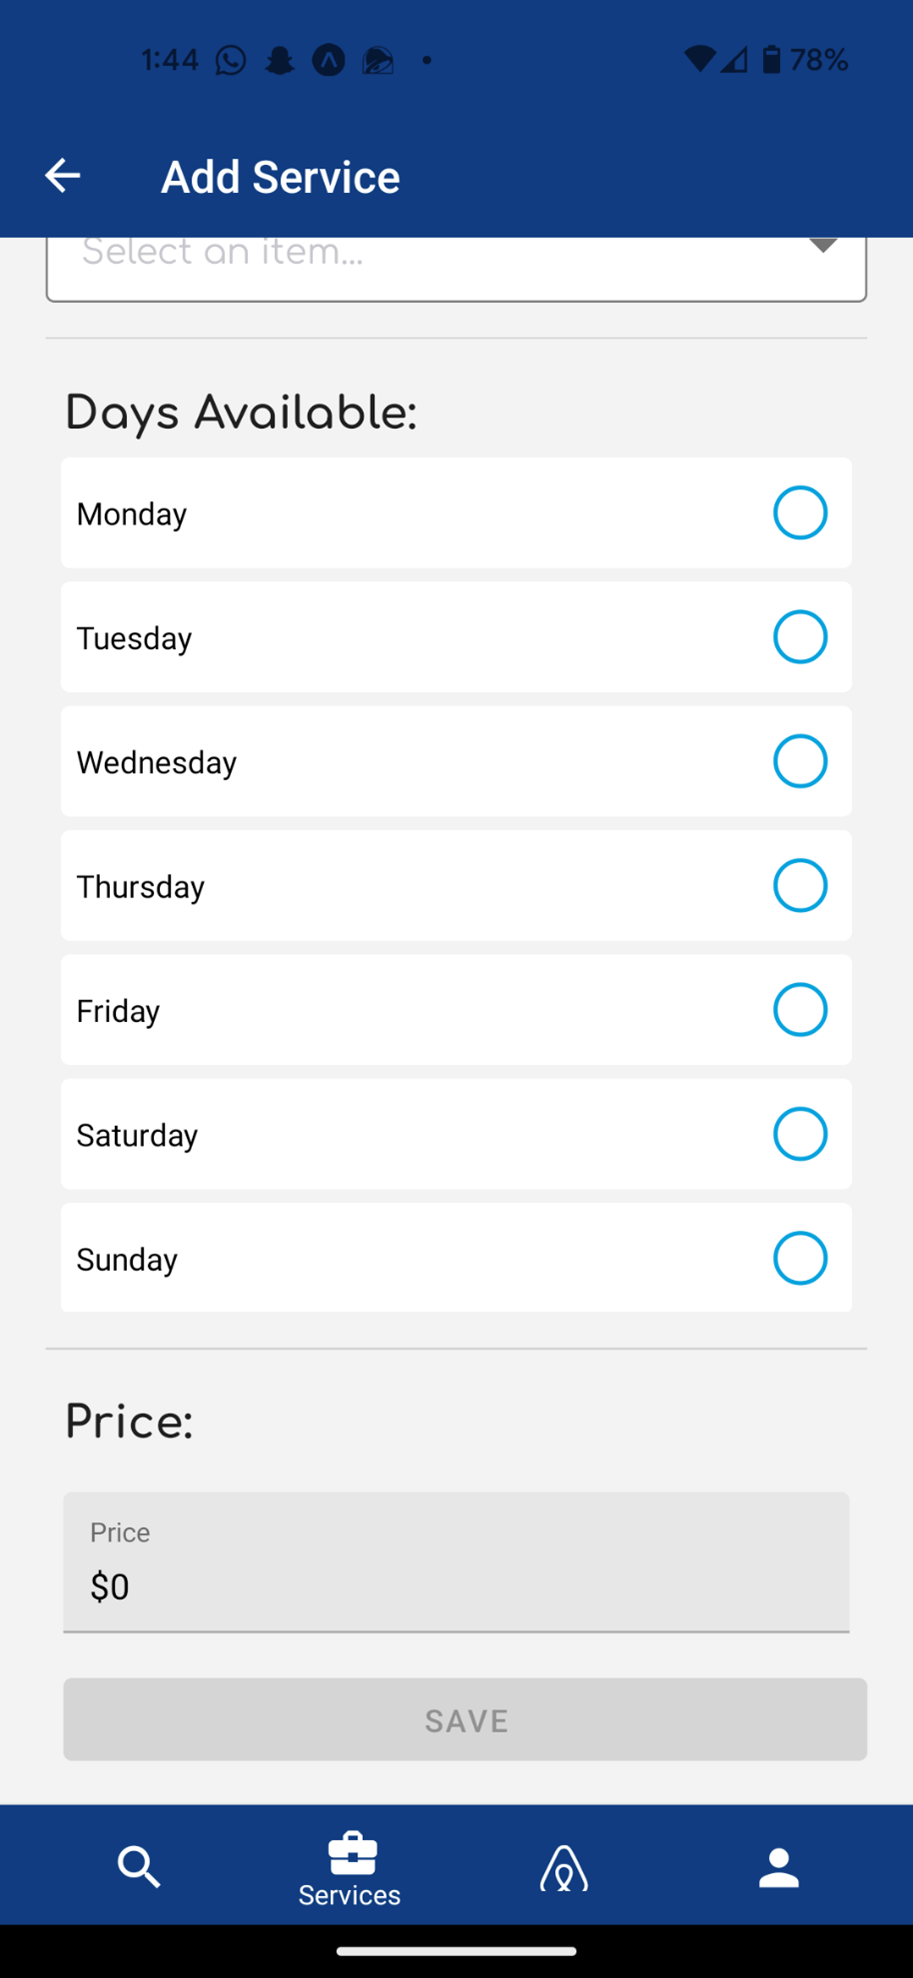 1:44 78%
Add Service
Select an item...
Days Available:
Monday
Tuesday
Wednesday
Thursday
Friday
Saturday
Sunday
Price:
Price
$0
SAVE
Services